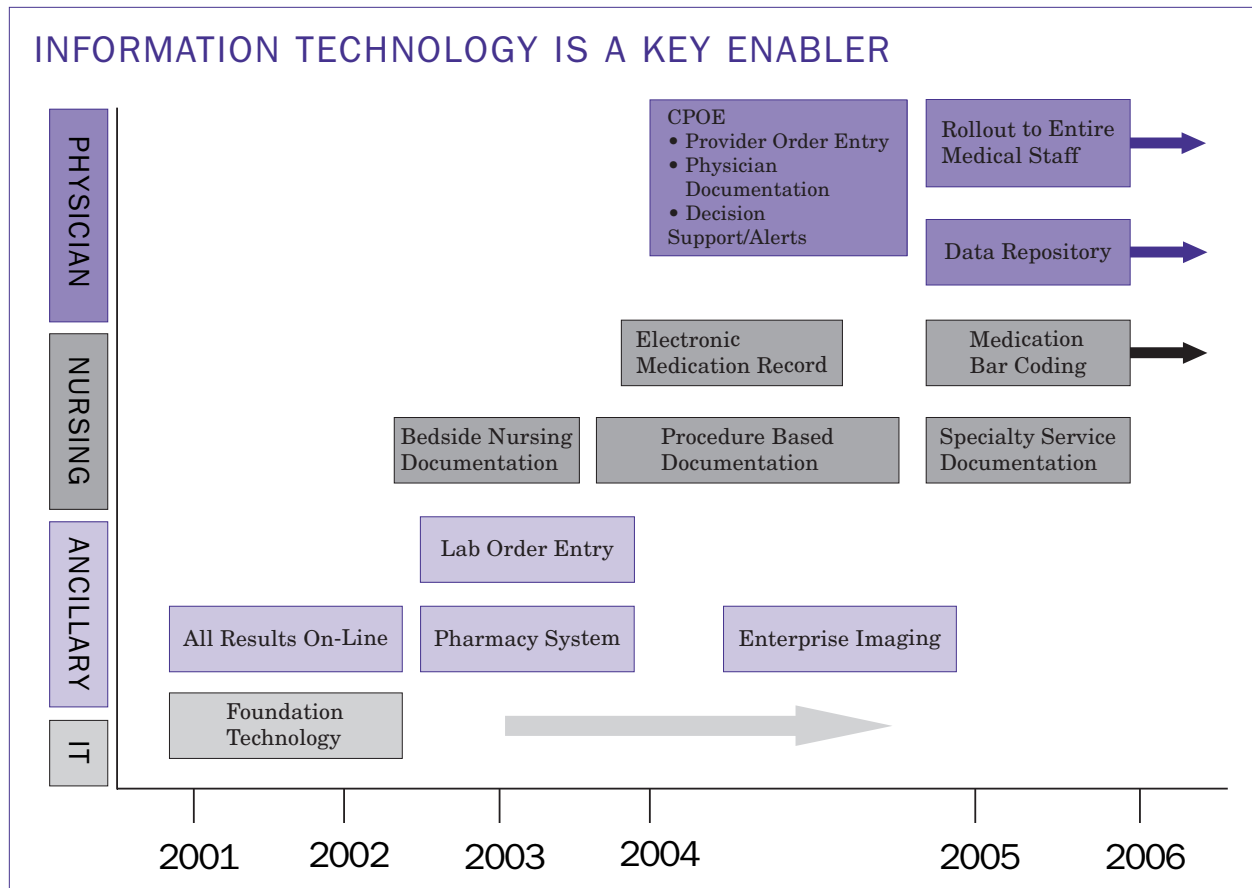 INFORMATION TECHNOLOGY IS A KEY ENABLER
PHYSICIAN
CPOE
• Provider Order Entry
• Physician
Documentation
• Decision
Support/Alerts
Rollout to Entire
Medical Staff
Data Repository
NURSING
Electronic
Medication Record
Medication
Bar Coding
Bedside Nursing
Documentation
Procedure Based
Documentation
Specialty Service
Documentation
ANCILLARY
Lab Order Entry
All Results On-Line
Pharmacy System
Enterprise Imaging
IT
Foundation
Technology
2001 2002 2003 2004 2005 2006